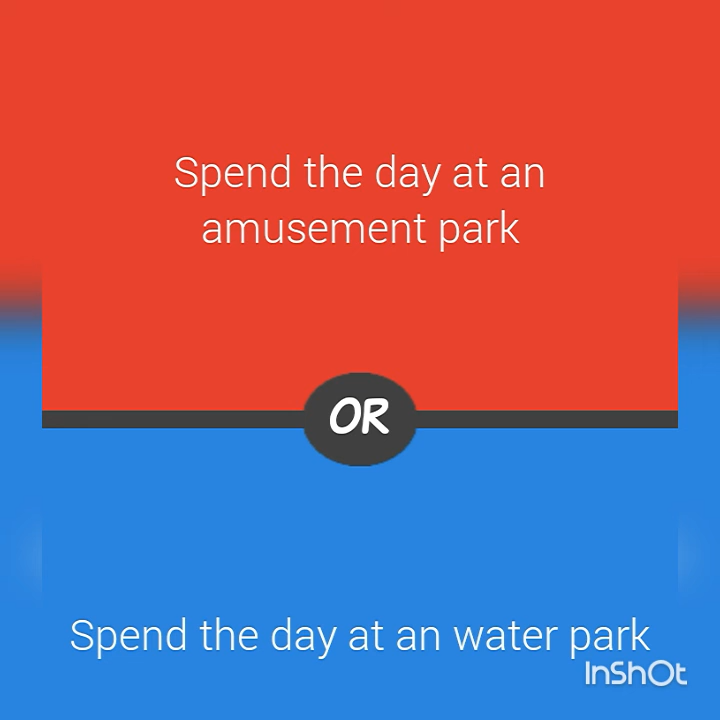 Spend the day at an
amusement park
OR
Spend the day at an water park
InShOt